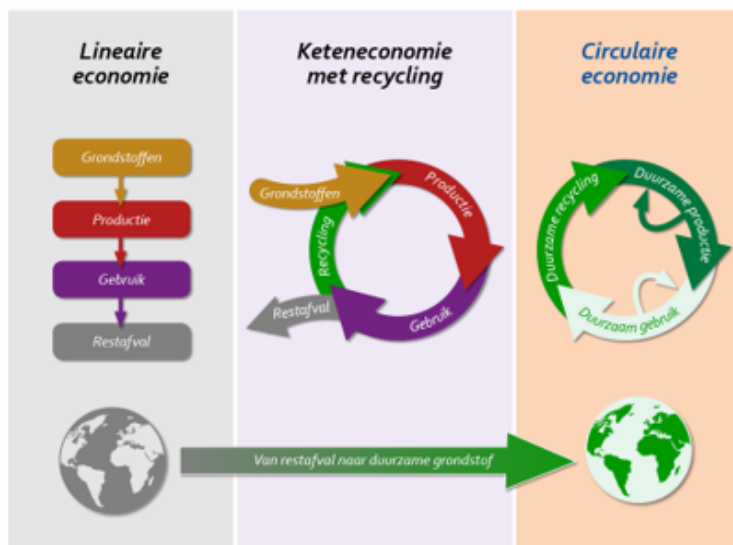 Lineaire
economie
Grondstoffen
Productie
Gebruik
Restafval
Keteneconomie
met recycling
Grondstoffen
Productie
Gebruik
Recycling
Restafval
Circulaire
economie
Duurzame recycling
Duurzame productie
Duurzaam gebruik
Van restafval naar duurzame grondstof